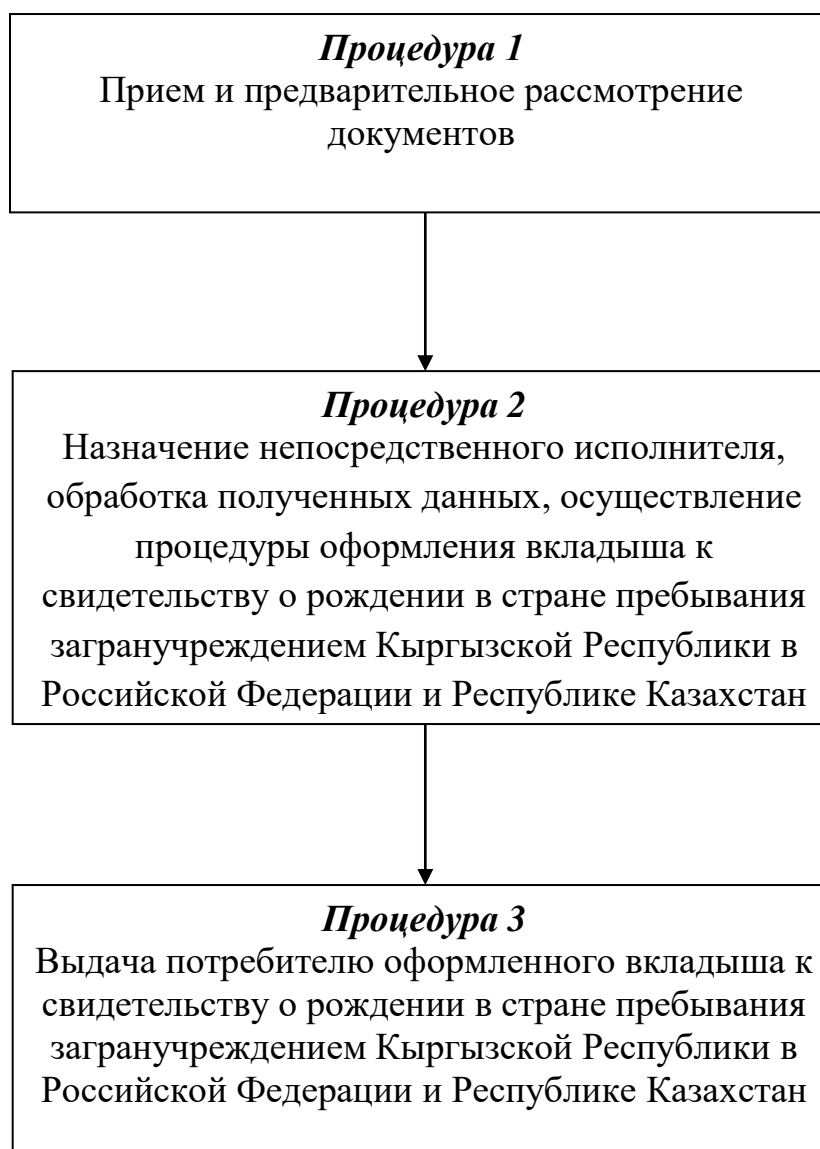 Процедура 1
Прием и предварительное рассмотрение
документов
Процедура 2
Назначение непосредственного исполнителя,
обработка полученных данных, осуществление
процедуры оформления вкладыша к
свидетельству о рождении в стране пребывания
загранучреждением Кыргызской Республики в
Российской Федерации и Республике Казахстан
Процедура 3
Выдача потребителю оформленного вкладыша к
свидетельству о рождении в стране пребывания
загранучреждением Кыргызской Республики в
Российской Федерации и Республике Казахстан